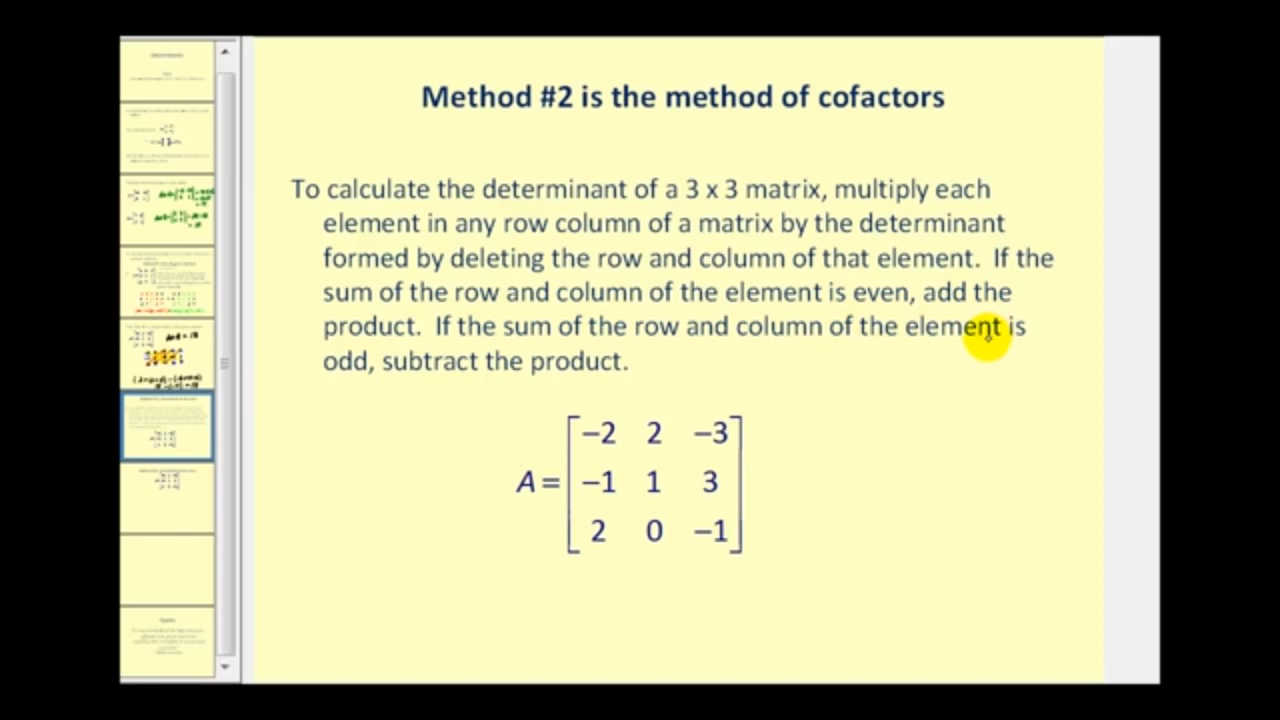 Method #2 is the method of cofactors
To calculate the determinant of a 3 x 3 matrix, multiply each
element in any row column of a matrix by the determinant
formed by deleting the row and column of that element. If the
sum of the row and column of the element is even, add the
product. If the sum of the row and column of the element is
odd, subtract the product.
–2 2 –3
A = –1 1 3
2 0 –1